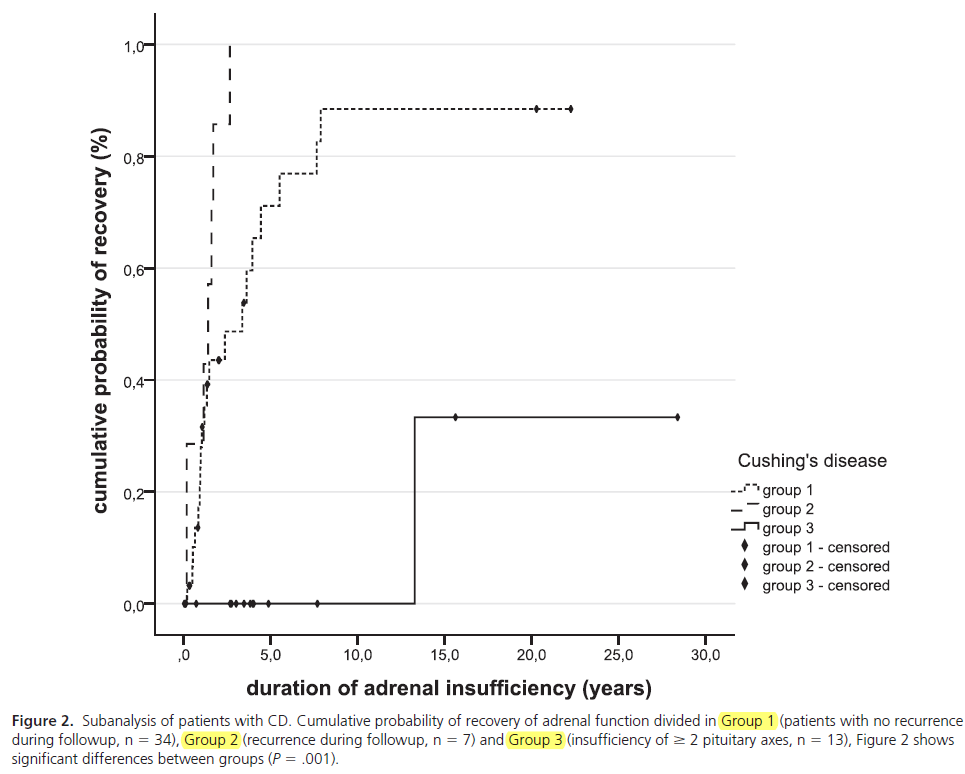 1,0
0,8
0,6
0,4
0,2
0,0
cumulative probability of recovery (%)
,0
5,0
10,0
15,0
20,0
25,0
30,0
duration of adrenal insufficiency (years)
Cushing's disease
group 1
group 2
group 3
group 1 - censored
group 2 - censored
group 3 - censored
Figure 2. Subanalysis of patients with CD. Cumulative probability of recovery of adrenal function divided in Group 1 (patients with no recurrence
during followup, n = 34), Group 2 (recurrence during followup, n = 7) and Group 3 (insufficiency of ≥ 2 pituitary axes, n = 13), Figure 2 shows
significant differences between groups (P = .001).